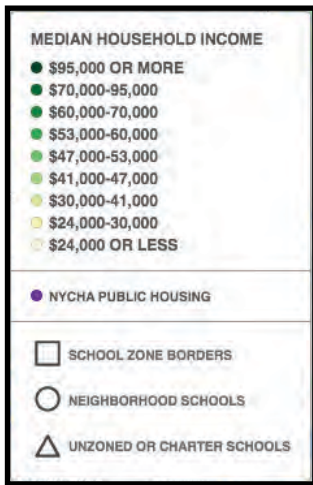 MEDIAN HOUSEHOLD INCOME
$95,000 OR MORE
$70,000-95,000
$60,000-70,000
$53,000-60,000
$47,000-53,000
$41,000-47,000
$30,000-41,000
$24,000-30,000
$24,000 OR LESS
NYCHA PUBLIC HOUSING
SCHOOL ZONE BORDERS
NEIGHBORHOOD SCHOOLS
UNZONED OR CHARTER SCHOOLS